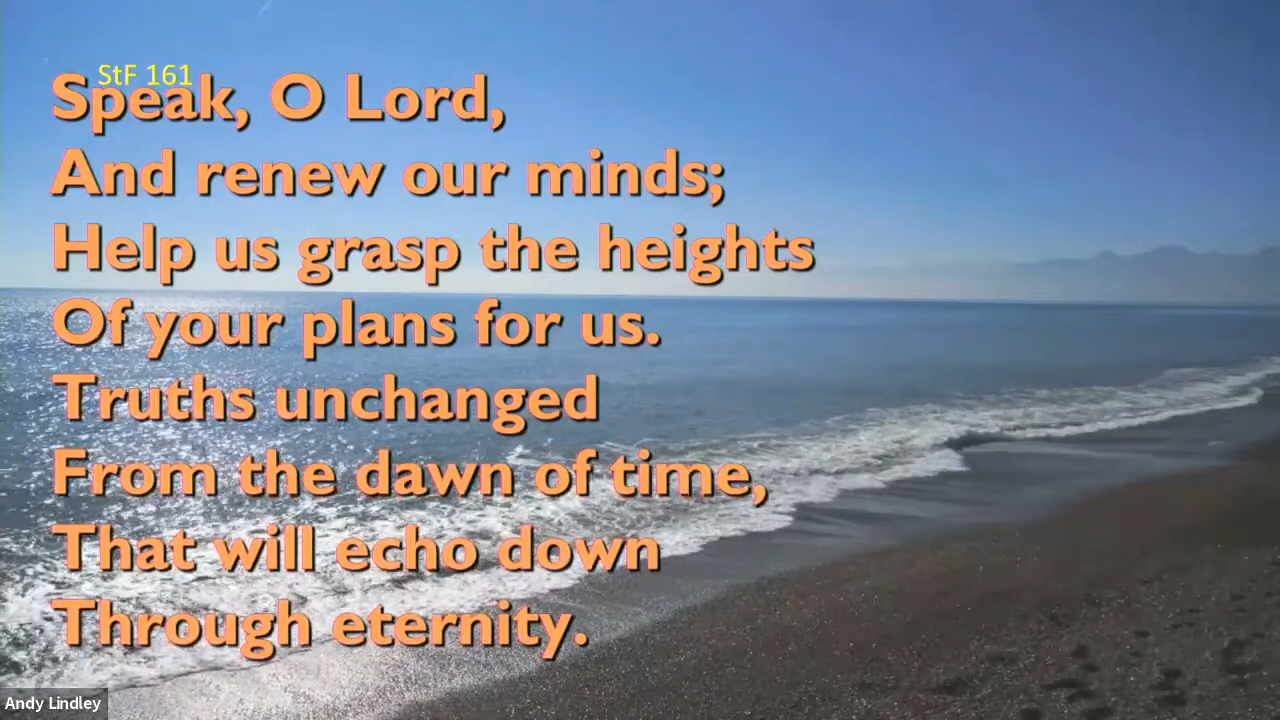 StF 161
Speak, O Lord,
And renew our minds;
Help us grasp the heights
Of your plans for us.
Truths unchanged
From the dawn of time,
That will echo down
Through eternity.
Andy Lindley